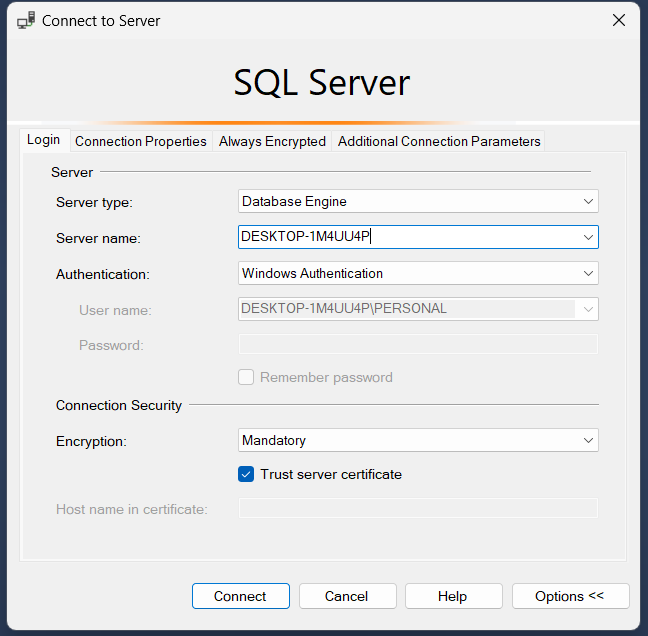 Connect to Server
SQL Server
Login Connection Properties Always Encrypted Additional Connection Parameters
Server
Server type: Database Engine
Server name: DESKTOP-1M4UU4P
Authentication: Windows Authentication
User name: DESKTOP-1M4UU4P\PERSONAL
Password:
Remember password
Connection Security
Encryption: Mandatory
Trust server certificate
Host name in certificate:
Connect Cancel Help Options <<